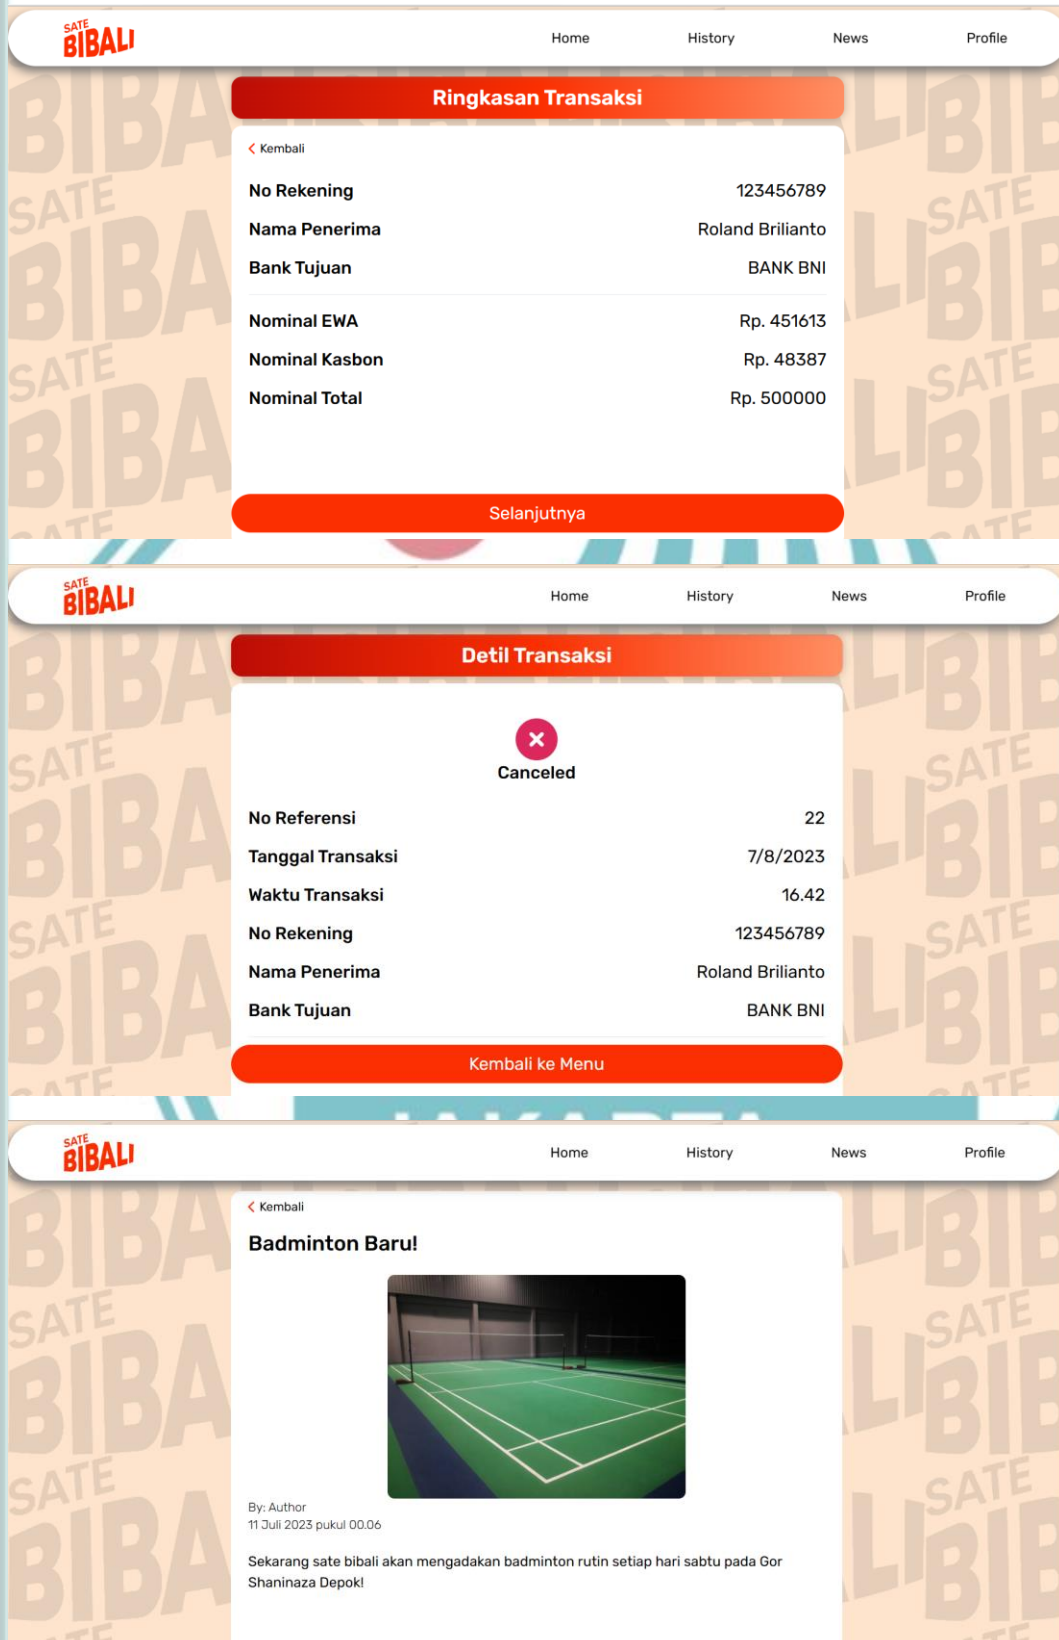 SATE
BIBALI
Home History News Profile
Ringkasan Transaksi
Kembali
No Rekening 123456789
Nama Penerima Roland Brilianto
Bank Tujuan BANK BNI
Nominal EWA Rp. 451613
Nominal Kasbon Rp. 48387
Nominal Total Rp. 500000
Selanjutnya
SATE
BIBALI
Home History News Profile
Detil Transaksi
Canceled
No Referensi 22
Tanggal Transaksi 7/8/2023
Waktu Transaksi 16.42
No Rekening 123456789
Nama Penerima Roland Brilianto
Bank Tujuan BANK BNI
Kembali ke Menu
JAKARTA
SATE
BIBALI
Home History News Profile
Kembali
Badminton Baru!
By: Author
11 Juli 2023 pukul 00.06
Sekarang sate bibali akan mengadakan badminton rutin setiap hari sabtu pada Gor
Shaninaza Depok!